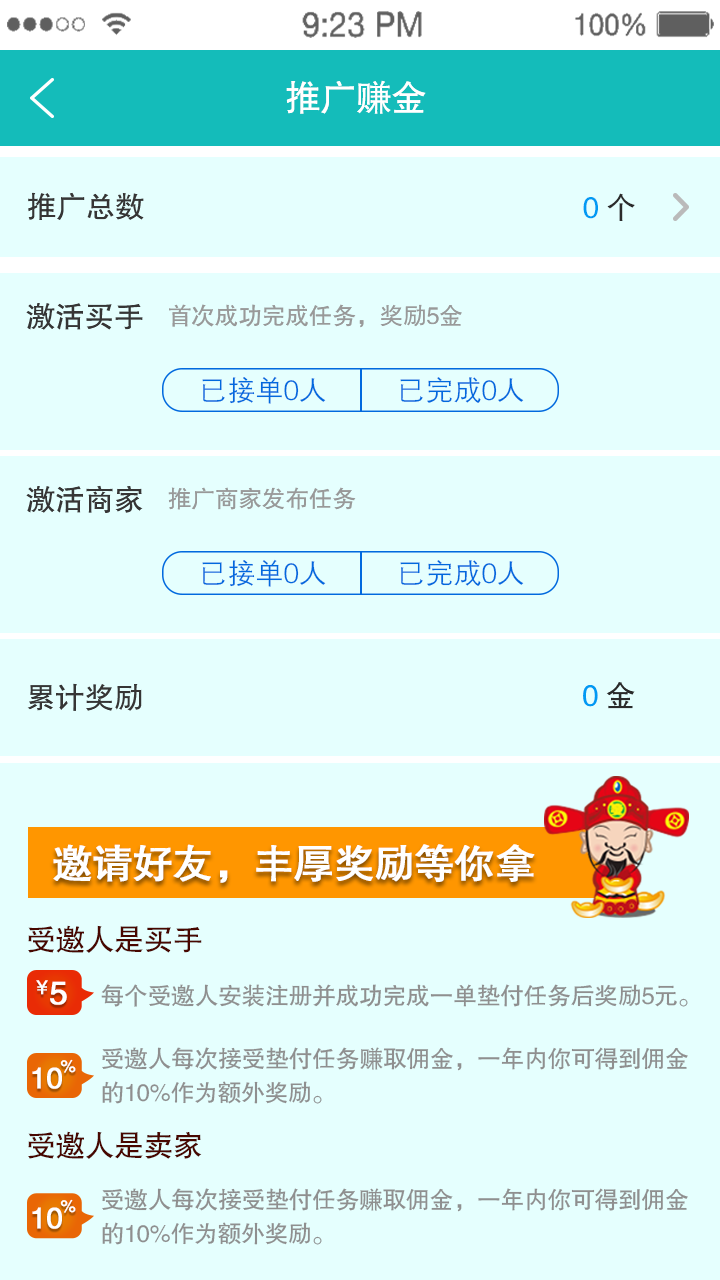 9:23 PM 100%
推广赚金
推广总数 0 个
激活买手 首次成功完成任务，奖励5金
已接单0人 已完成0人
激活商家 推广商家发布任务
已接单0人 已完成0人
累计奖励 0 金
邀请好友，丰厚奖励等你拿
受邀人是买手
¥5 每个受邀人安装注册并成功完成一单垫付任务后奖励5元。
10% 受邀人每次接受垫付任务赚取佣金，一年内你可得到佣金
的10%作为额外奖励。
受邀人是卖家
10% 受邀人每次接受垫付任务赚取佣金，一年内你可得到佣金
的10%作为额外奖励。